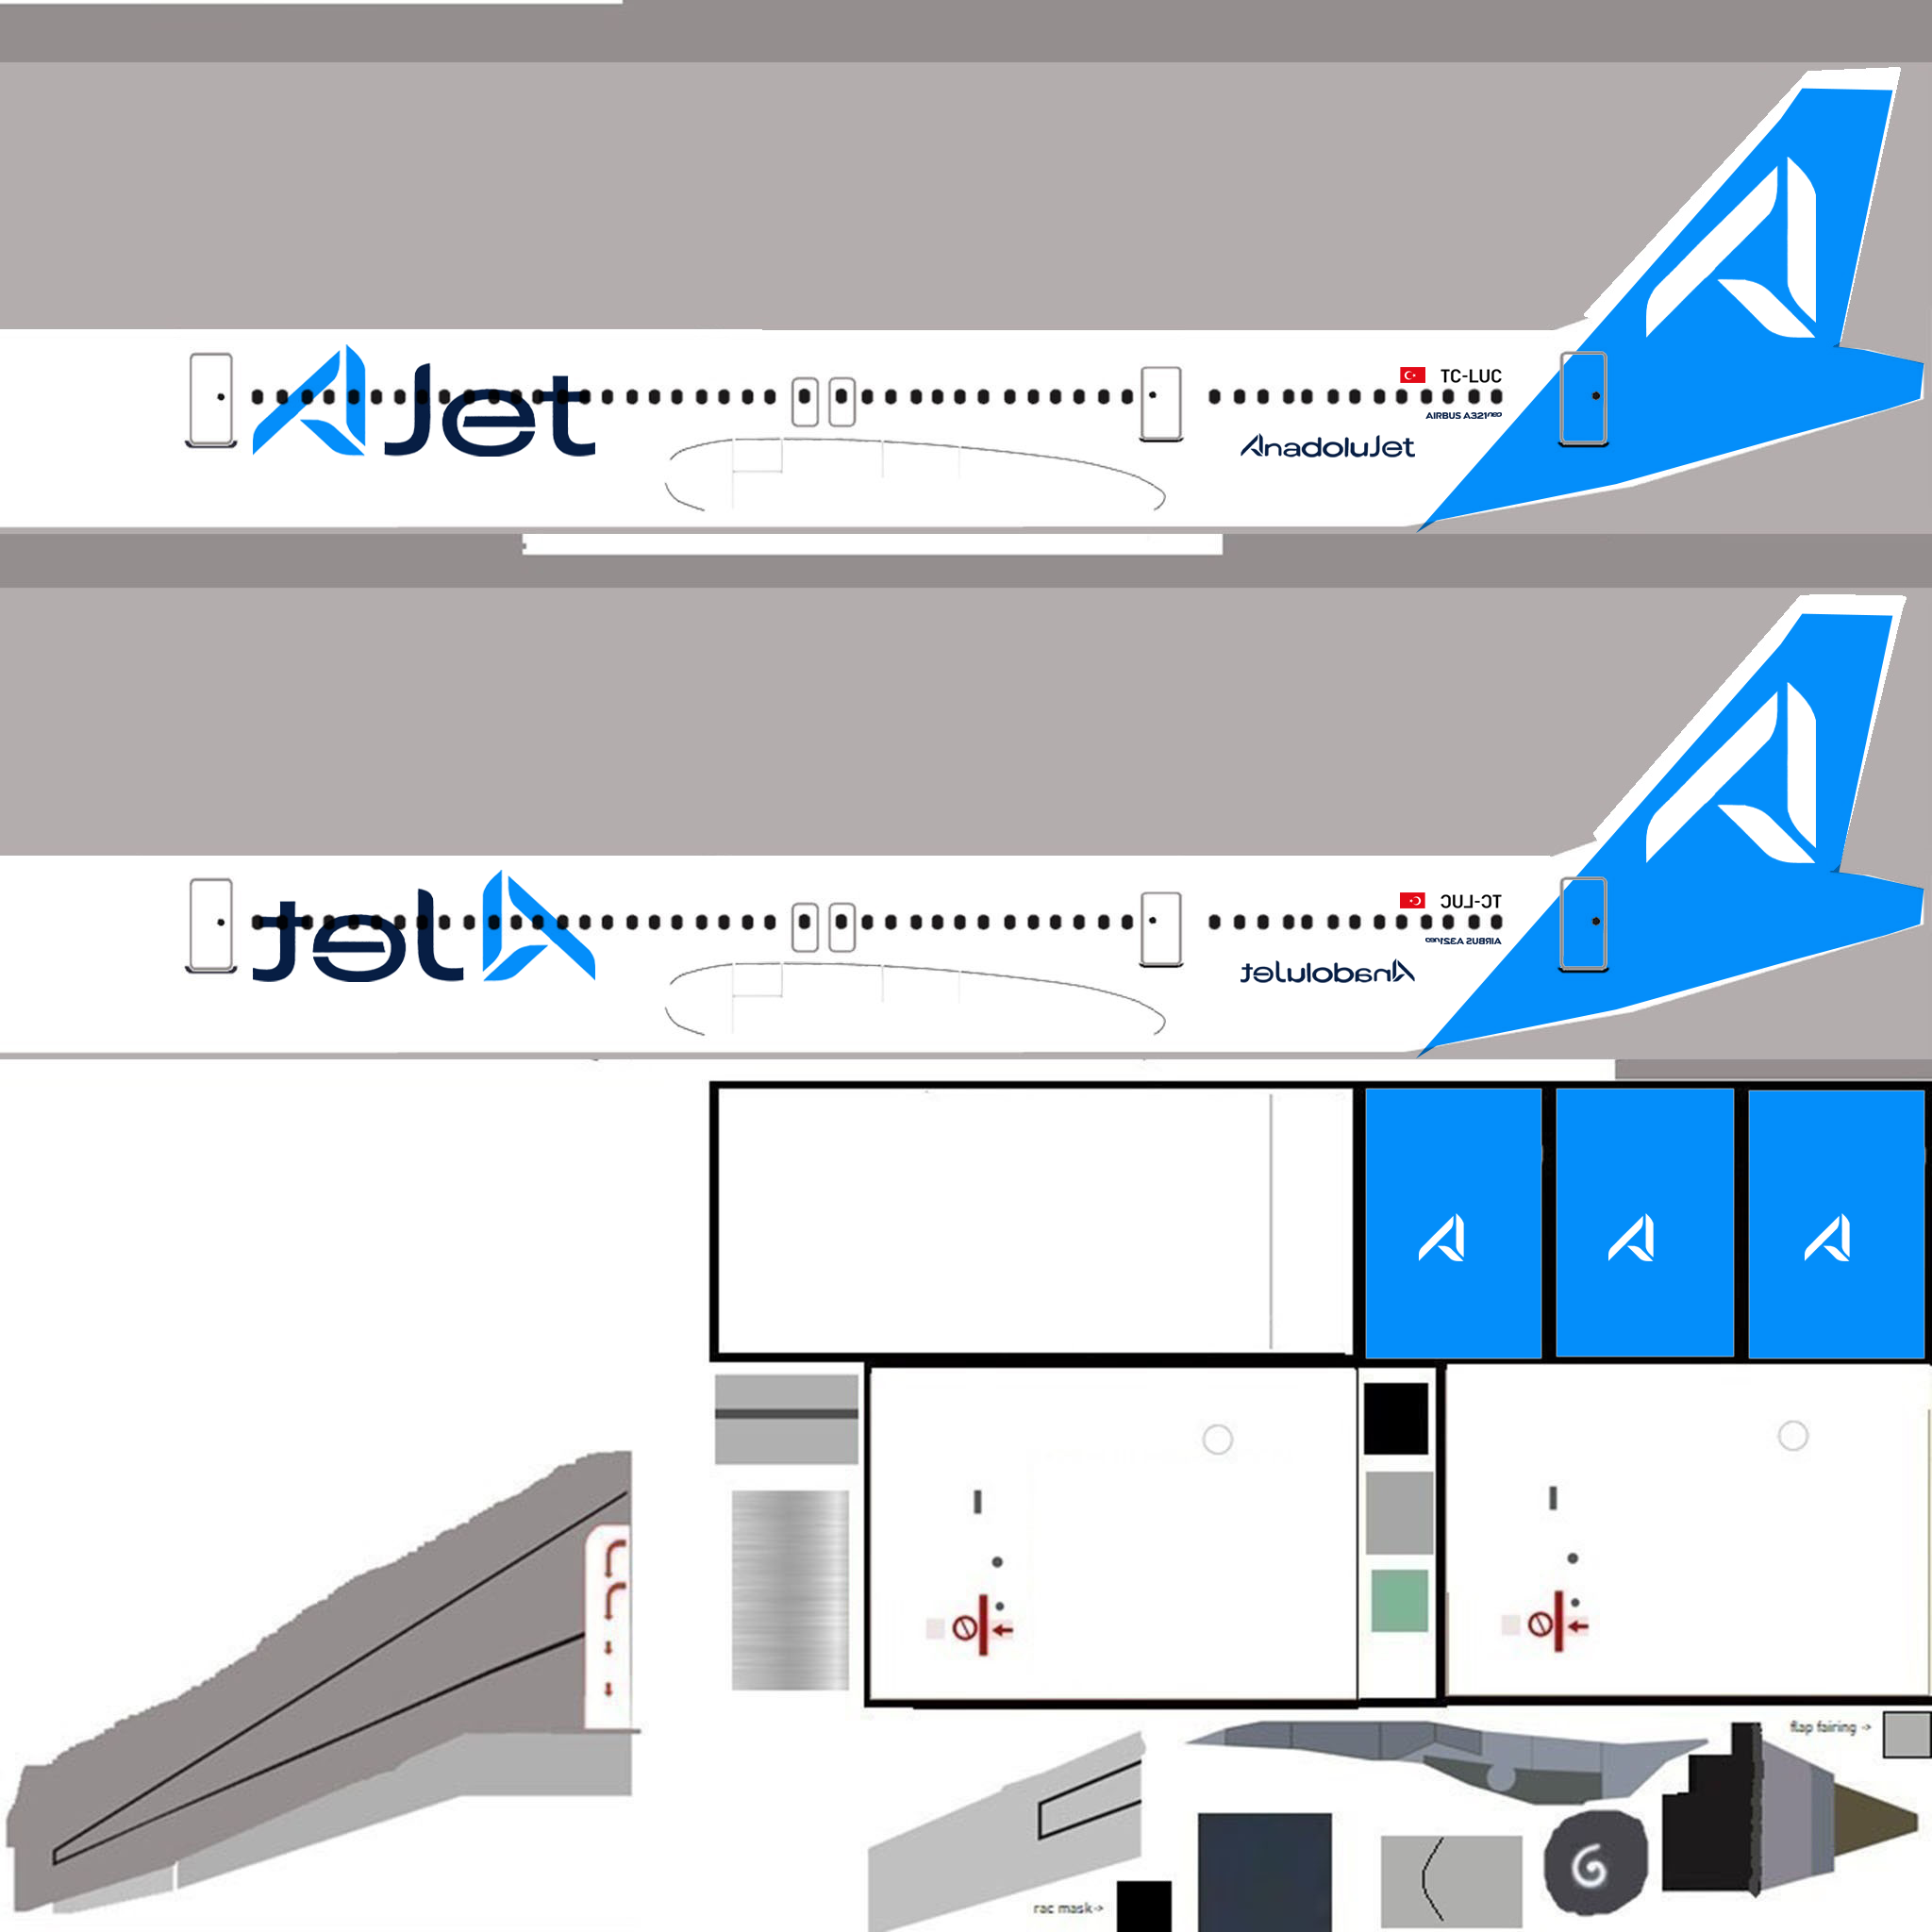 TC-LUC
AJet
AIRBUS A321neo
AnadoluJet
TC-LUC
AJet
AIRBUS A321neo
AnadoluJet
flap fairing ->
rac mask->